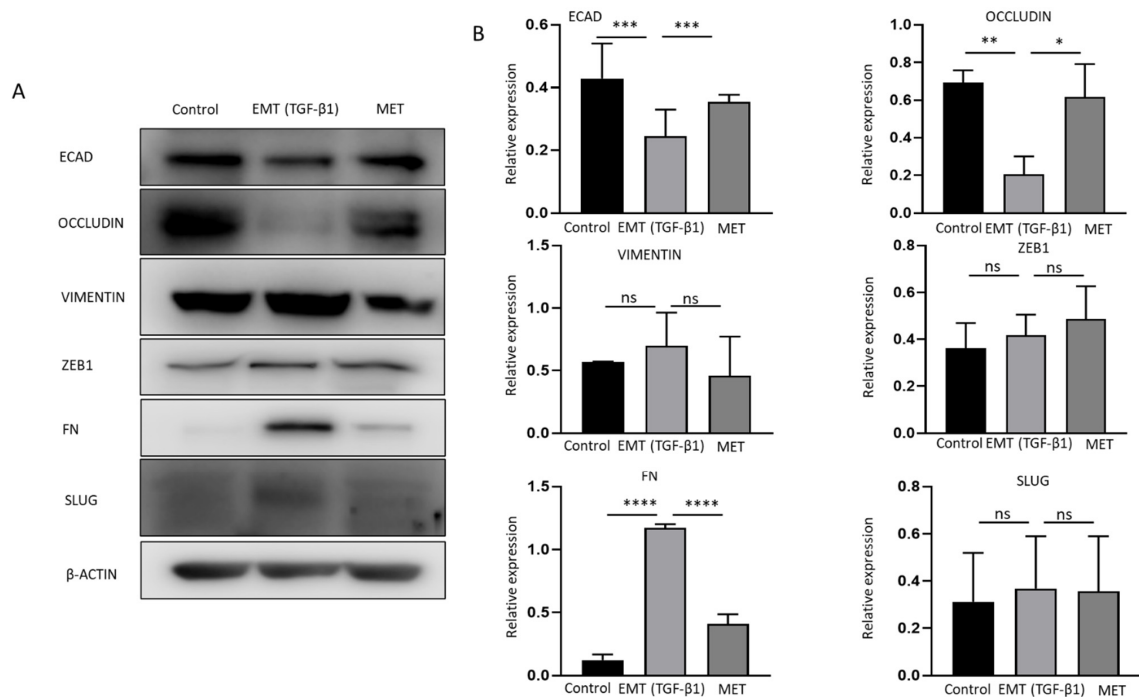 A
Control EMT (TGF-β1) MET
ECAD
OCCLUDIN
VIMENTIN
ZEB1
FN
SLUG
β-ACTIN
B
ECAD
Relative expression
0.6
0.4
0.2
0.0
*** ***
Control EMT (TGF-β1) MET
OCCLUDIN
Relative expression
1.0
0.8
0.6
0.4
0.2
0.0
** *
Control EMT (TGF-β1) MET
VIMENTIN
Relative expression
1.5
1.0
0.5
0.0
ns ns
Control EMT (TGF-β1) MET
ZEB1
Relative expression
0.8
0.6
0.4
0.2
0.0
ns ns
Control EMT (TGF-β1) MET
FN
Relative expression
1.5
1.0
0.5
0.0
**** ****
Control EMT (TGF-β1) MET
SLUG
Relative expression
0.8
0.6
0.4
0.2
0.0
ns ns
Control EMT (TGF-β1) MET